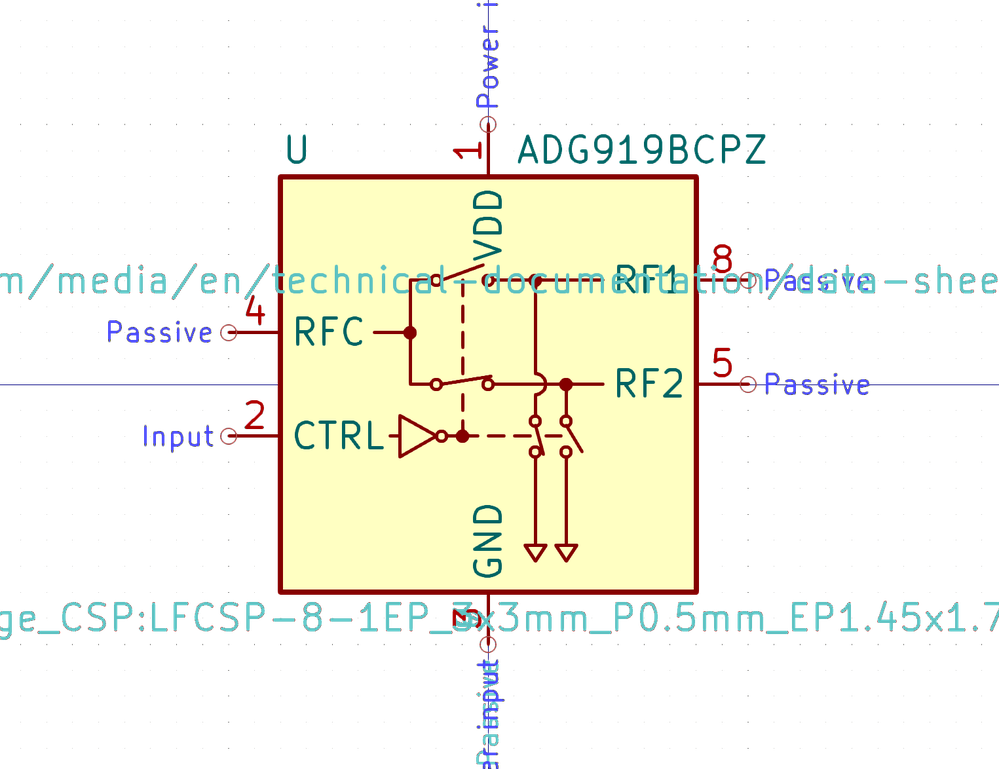 Power i
1
U
ADG919BCPZ
VDD
m/media/en/technical-documentation/data-shee
RF1
8
Passive
4
Passive
RFC
5
RF2
Passive
2
Input
CTRL
GND
ge_CSP:LFCSP-8-1EP_3x3mm_P0.5mm_EP1.45x1.7
3
Passive
er input